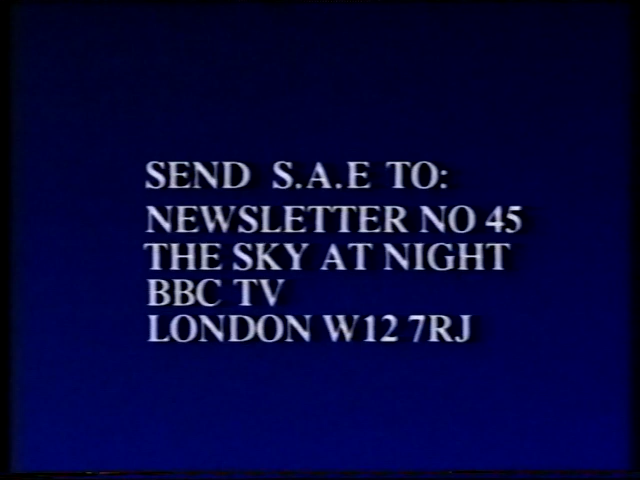 SEND S.A.E TO:
NEWSLETTER NO 45
THE SKY AT NIGHT
BBC TV
LONDON W12 7RJ